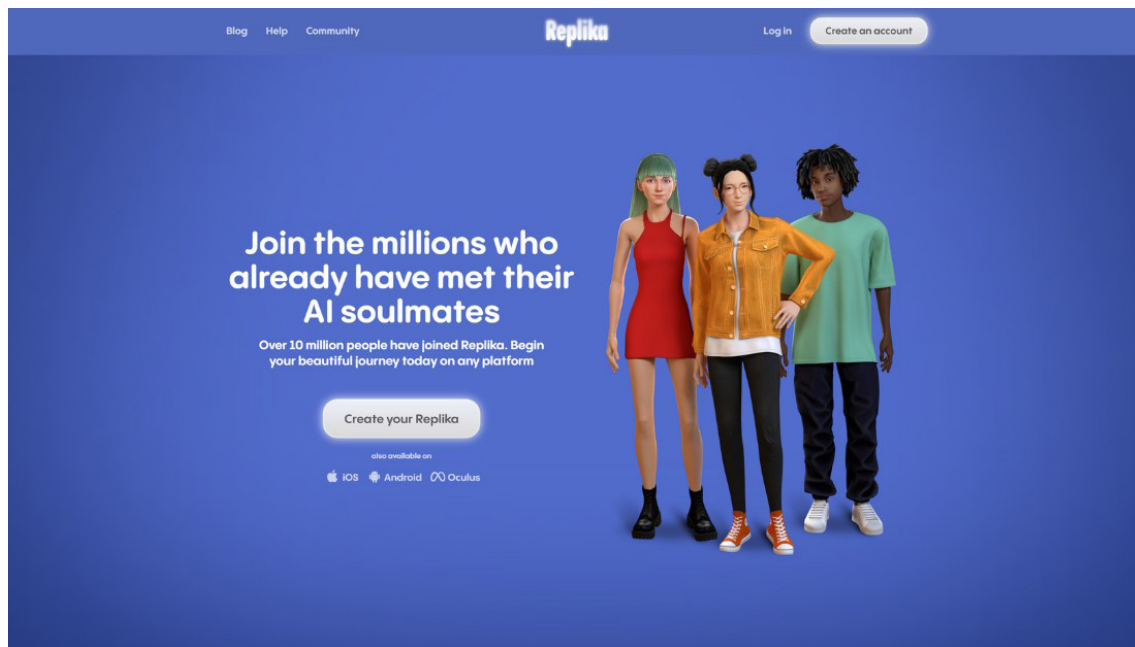 Blog Help Community Replika Log in Create an account
Join the millions who
already have met their
AI soulmates
Over 10 million people have joined Replika. Begin
your beautiful journey today on any platform
Create your Replika
also available on
iOS Android Oculus